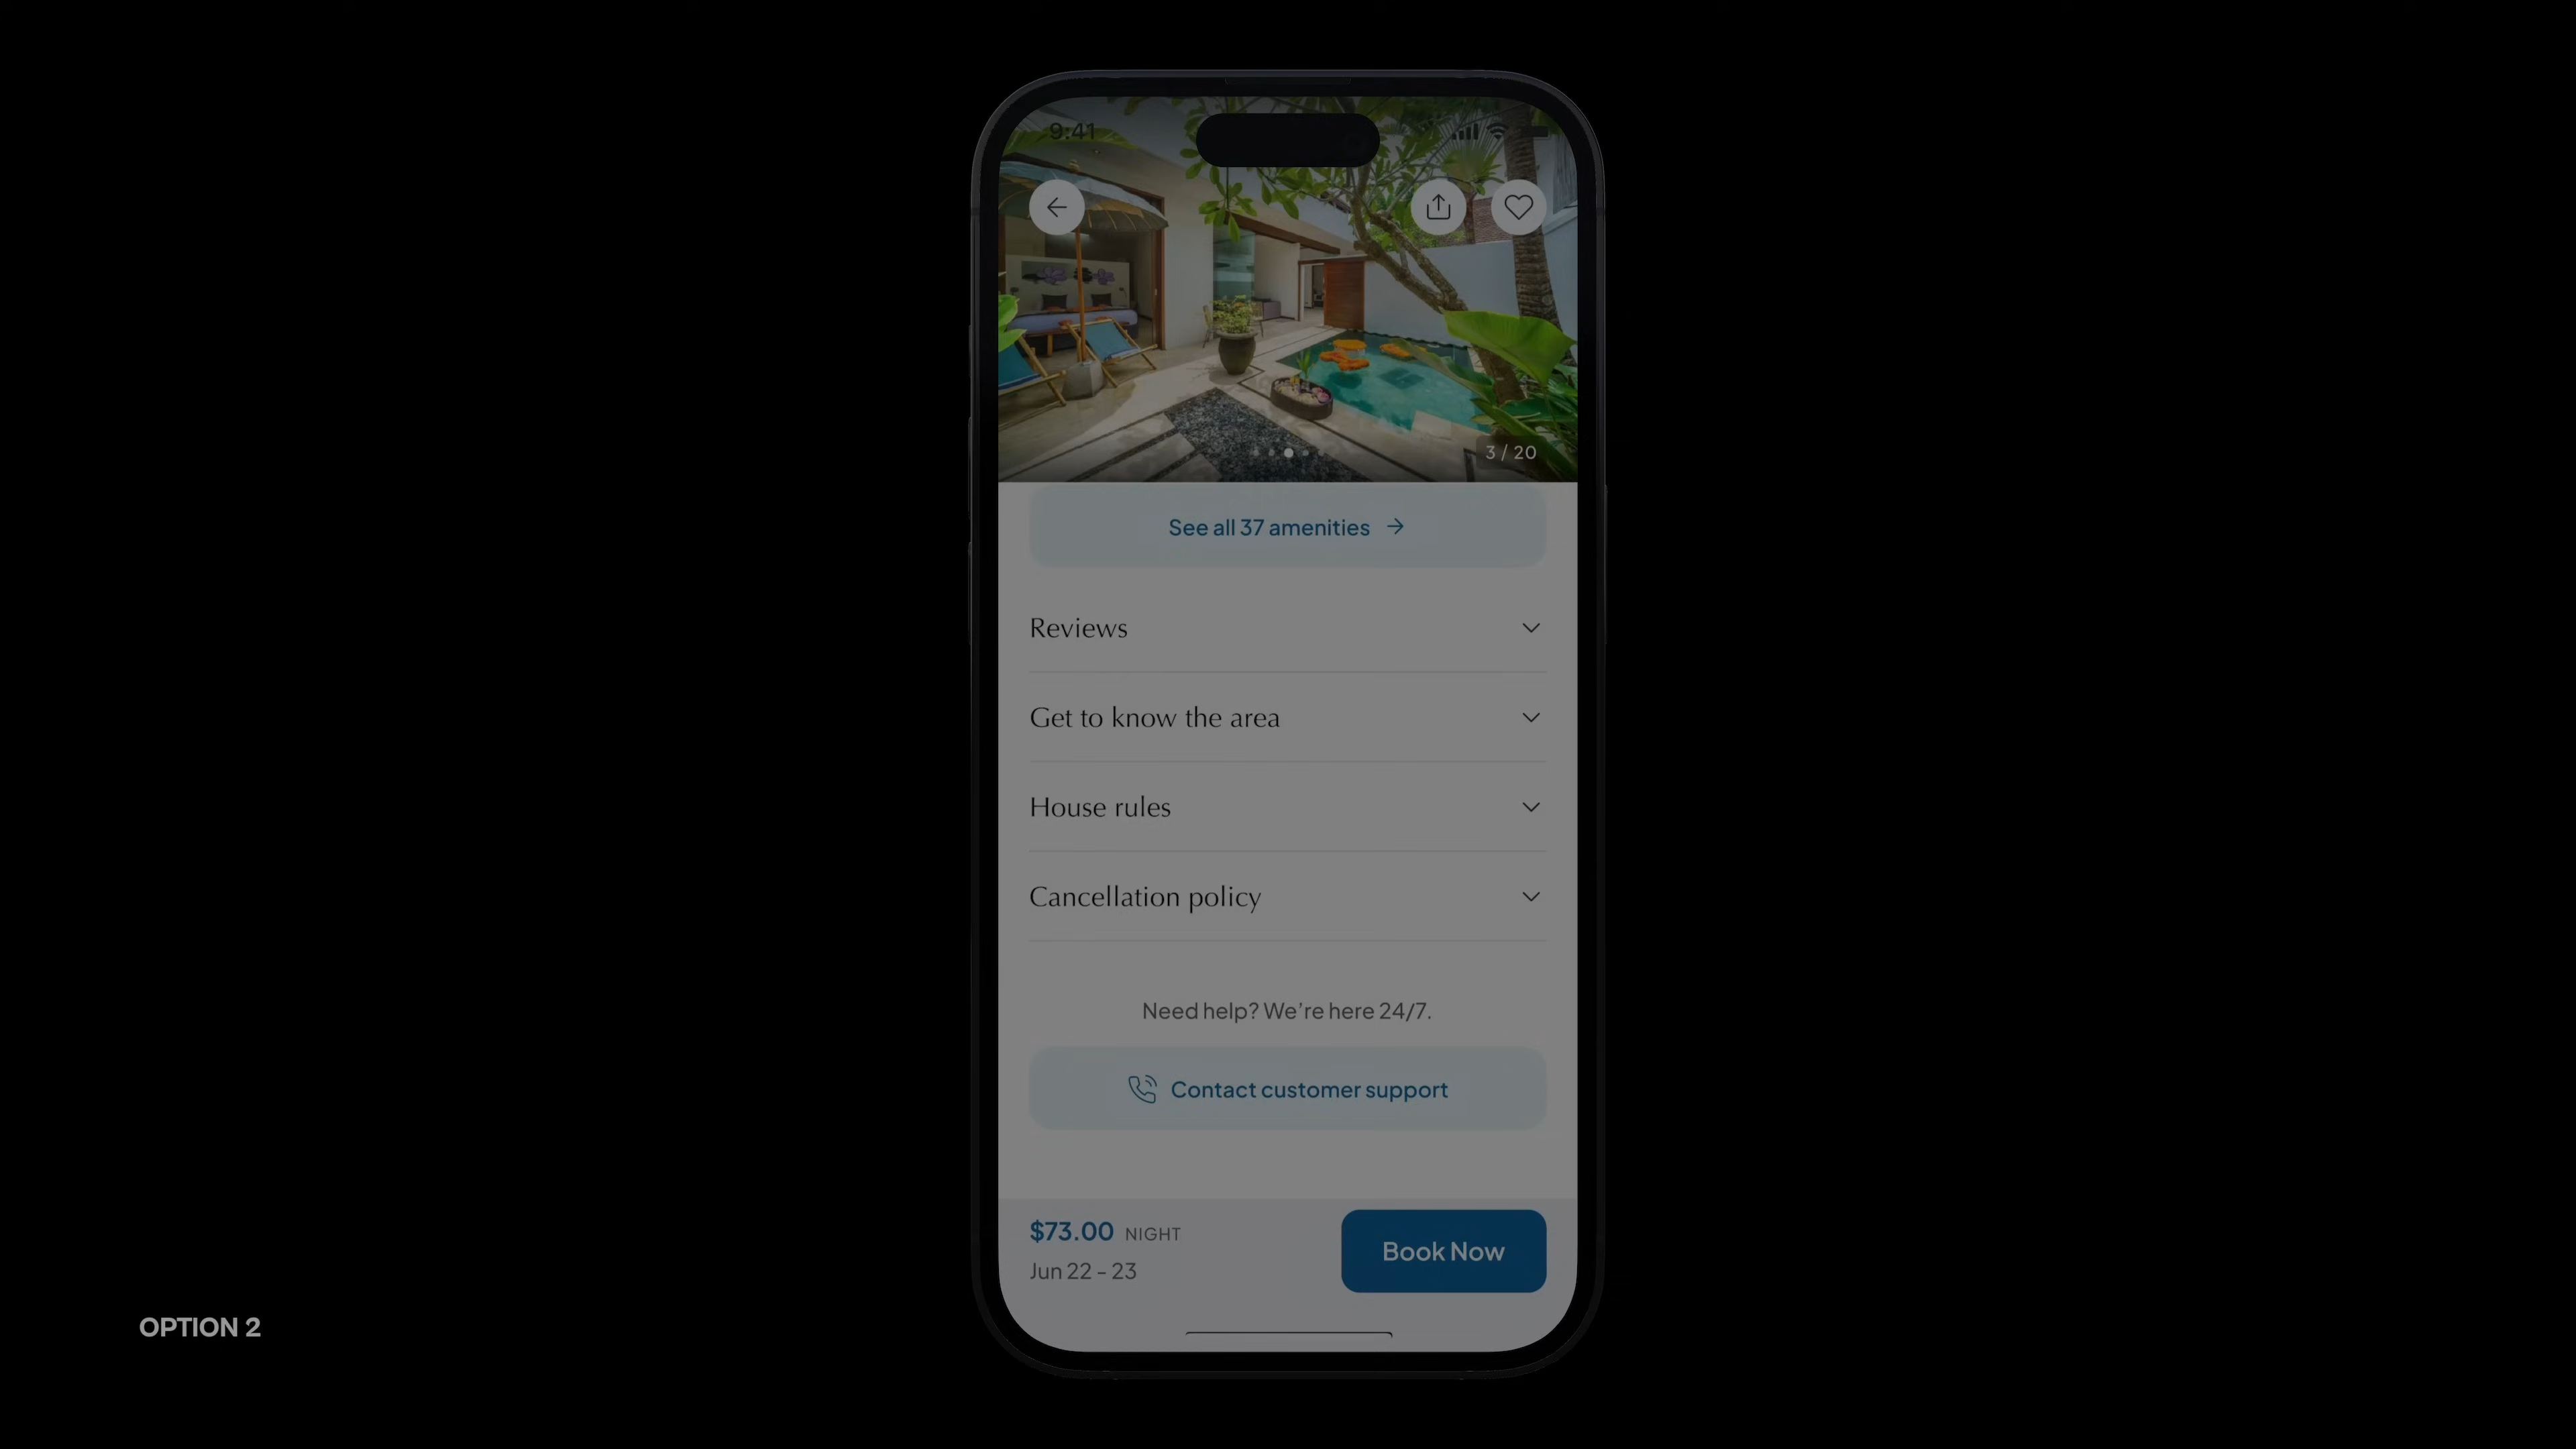 9:41
3 / 20
See all 37 amenities
Reviews
Get to know the area
House rules
Cancellation policy
Need help? We're here 24/7.
Contact customer support
$73.00 NIGHT
Jun 22 - 23
Book Now
OPTION 2